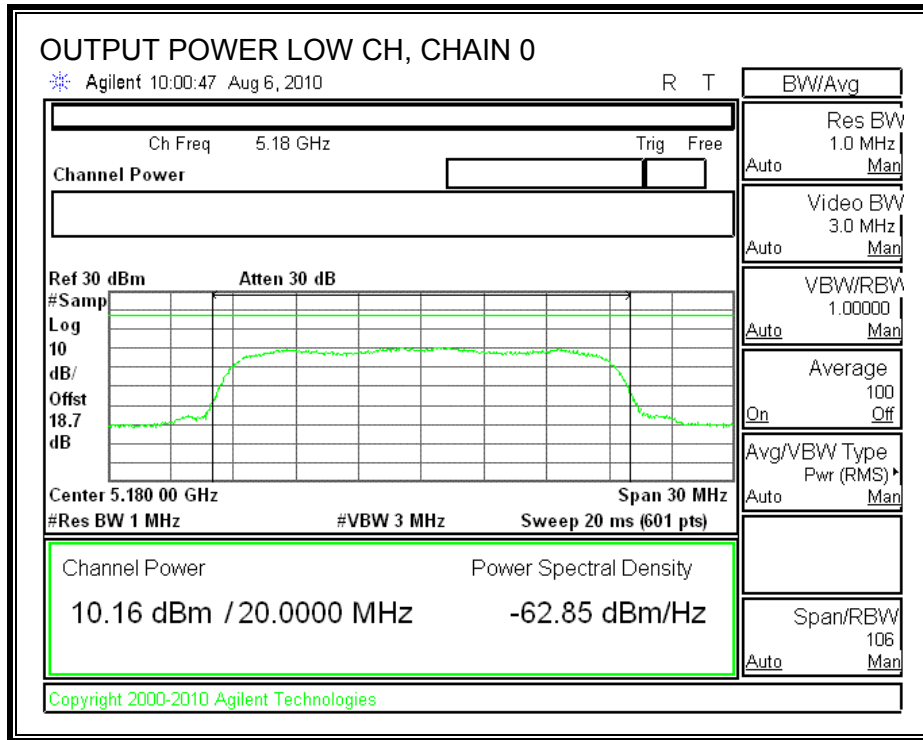 OUTPUT POWER LOW CH, CHAIN 0
Agilent 10:00:47 Aug 6, 2010 R T
Ch Freq 5.18 GHz Trig Free
Channel Power
Ref 30 dBm Atten 30 dB
#Samp
Log
10
dB/
Offst
18.7
dB
Center 5.180 00 GHz Span 30 MHz
#Res BW 1 MHz #VBW 3 MHz Sweep 20 ms (601 pts)
Channel Power Power Spectral Density
10.16 dBm / 20.0000 MHz -62.85 dBm/Hz
Copyright 2000-2010 Agilent Technologies
BW/Avg
Res BW
1.0 MHz
Auto Man
Video BW
3.0 MHz
Auto Man
VBW/RBW
1.00000
Auto Man
Average
100
On Off
Avg/VBW Type
Pwr (RMS)
Auto Man
Span/RBW
106
Auto Man